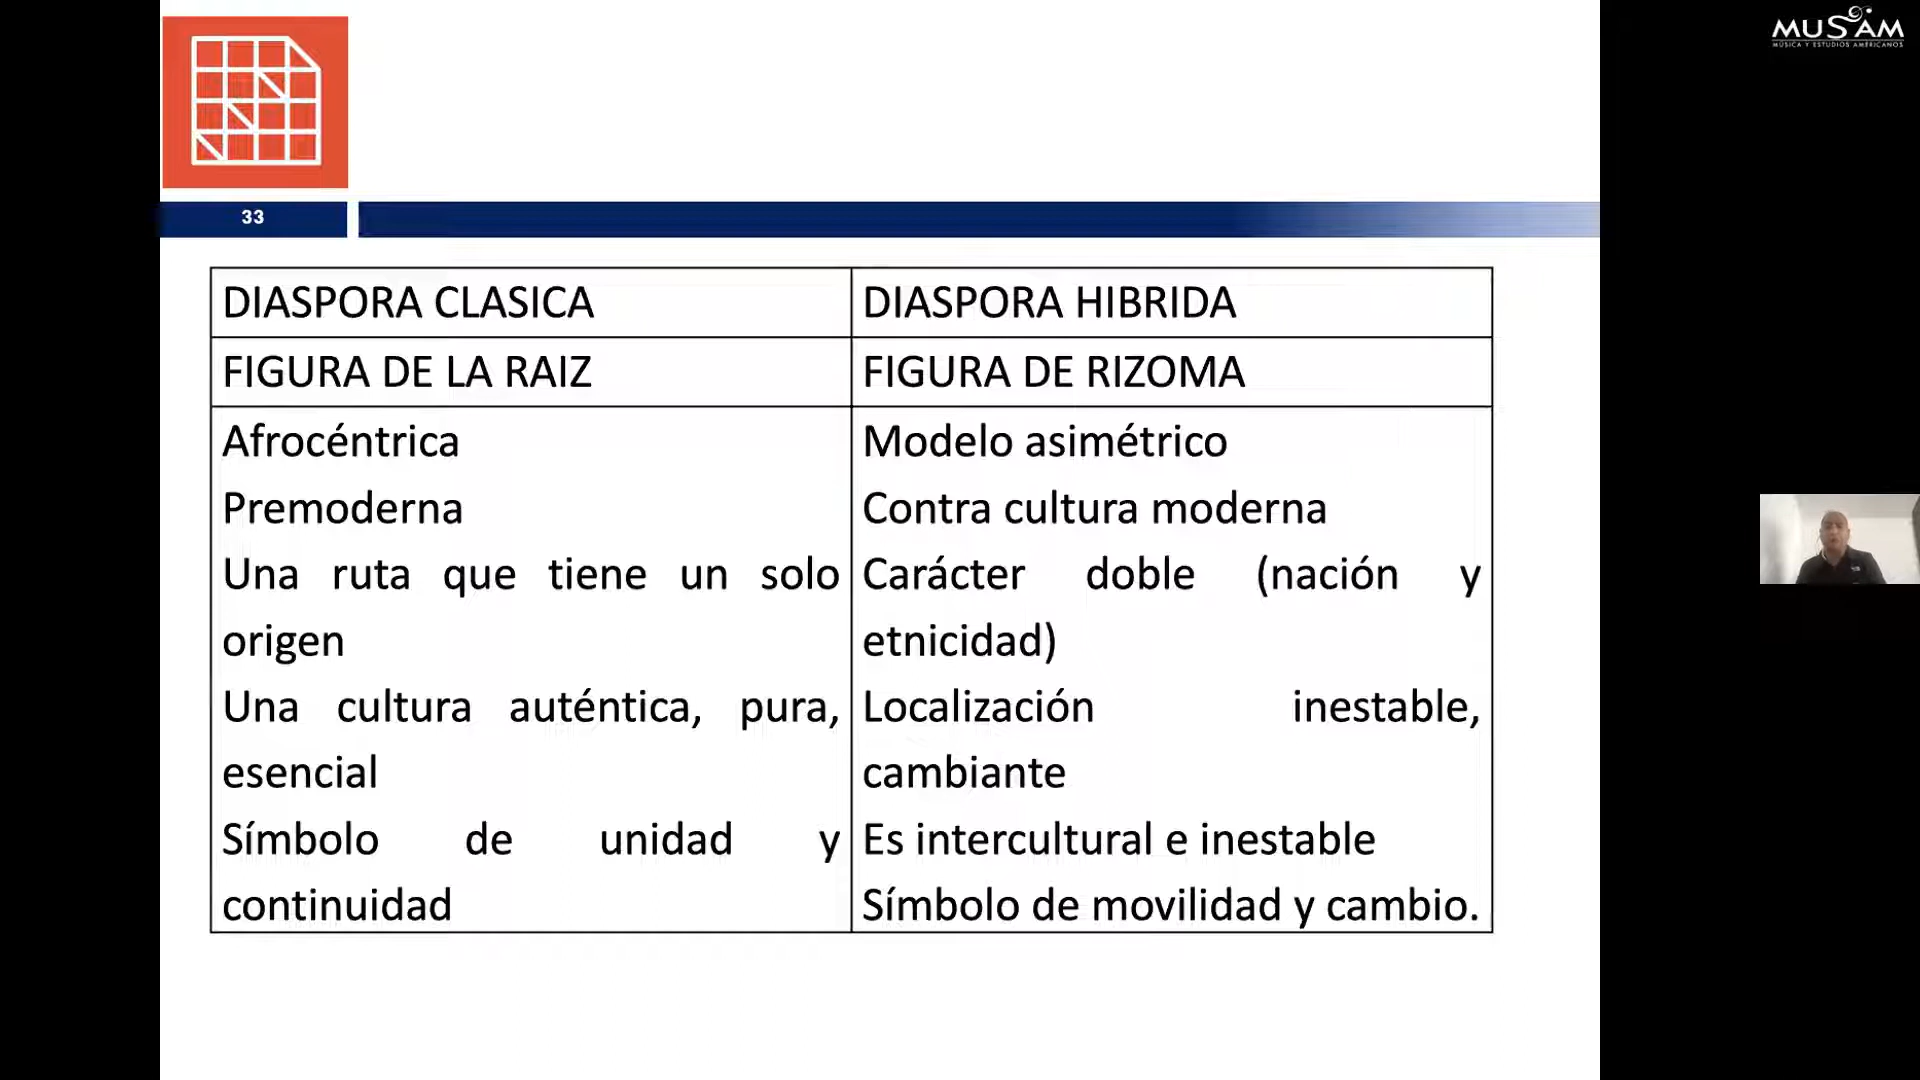 MUSAM
MÚSICA Y ESTUDIOS AMERICANOS
33
DIASPORA CLASICA
DIASPORA HIBRIDA
FIGURA DE LA RAIZ
FIGURA DE RIZOMA
Afrocéntrica
Premoderna
Una ruta que tiene un solo
origen
Una cultura auténtica, pura,
esencial
Símbolo de unidad y
continuidad
Modelo asimétrico
Contra cultura moderna
Carácter doble (nación y
etnicidad)
Localización inestable,
cambiante
Es intercultural e inestable
Símbolo de movilidad y cambio.